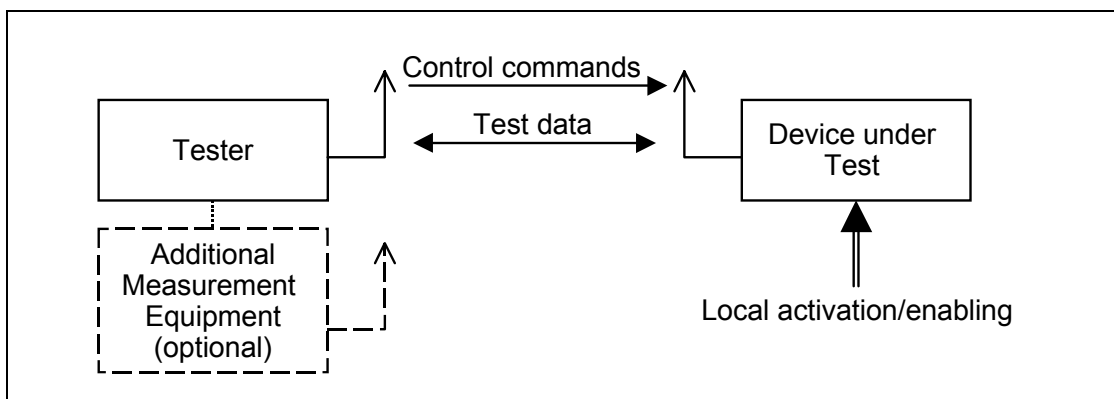 Control commands
Test data
Tester
Device under
Test
Additional
Measurement
Equipment
(optional)
Local activation/enabling